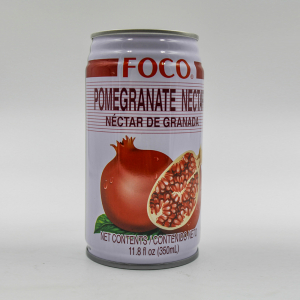 FOCO®
POMEGRANATE NECTA
NÉCTAR DE GRANADA
NET CONTENTS / CONTENIDO NE
11.8 fl oz (350mL)